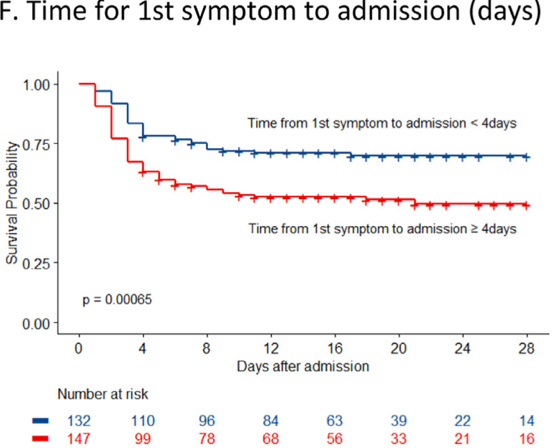 F. Time for 1st symptom to admission (days)
1.00
0.75
0.50
0.25
0.00
Survival Probability
Time from 1st symptom to admission < 4days
Time from 1st symptom to admission ≥ 4days
p = 0.00065
0 4 8 12 16 20 24 28
Days after admission
Number at risk
132 110 96 84 63 39 22 14
147 99 78 68 56 33 21 16